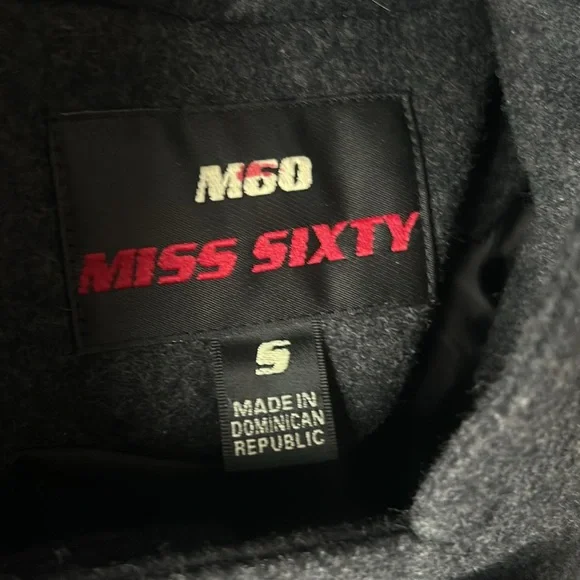 M60
MISS SIXTY
S
MADE IN
DOMINICAN
REPUBLIC